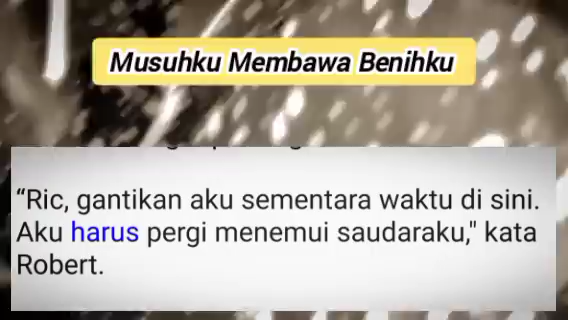 Musuhku Membawa Benihku
“Ric, gantikan aku sementara waktu di sini.
Aku harus pergi menemui saudaraku," kata
Robert.